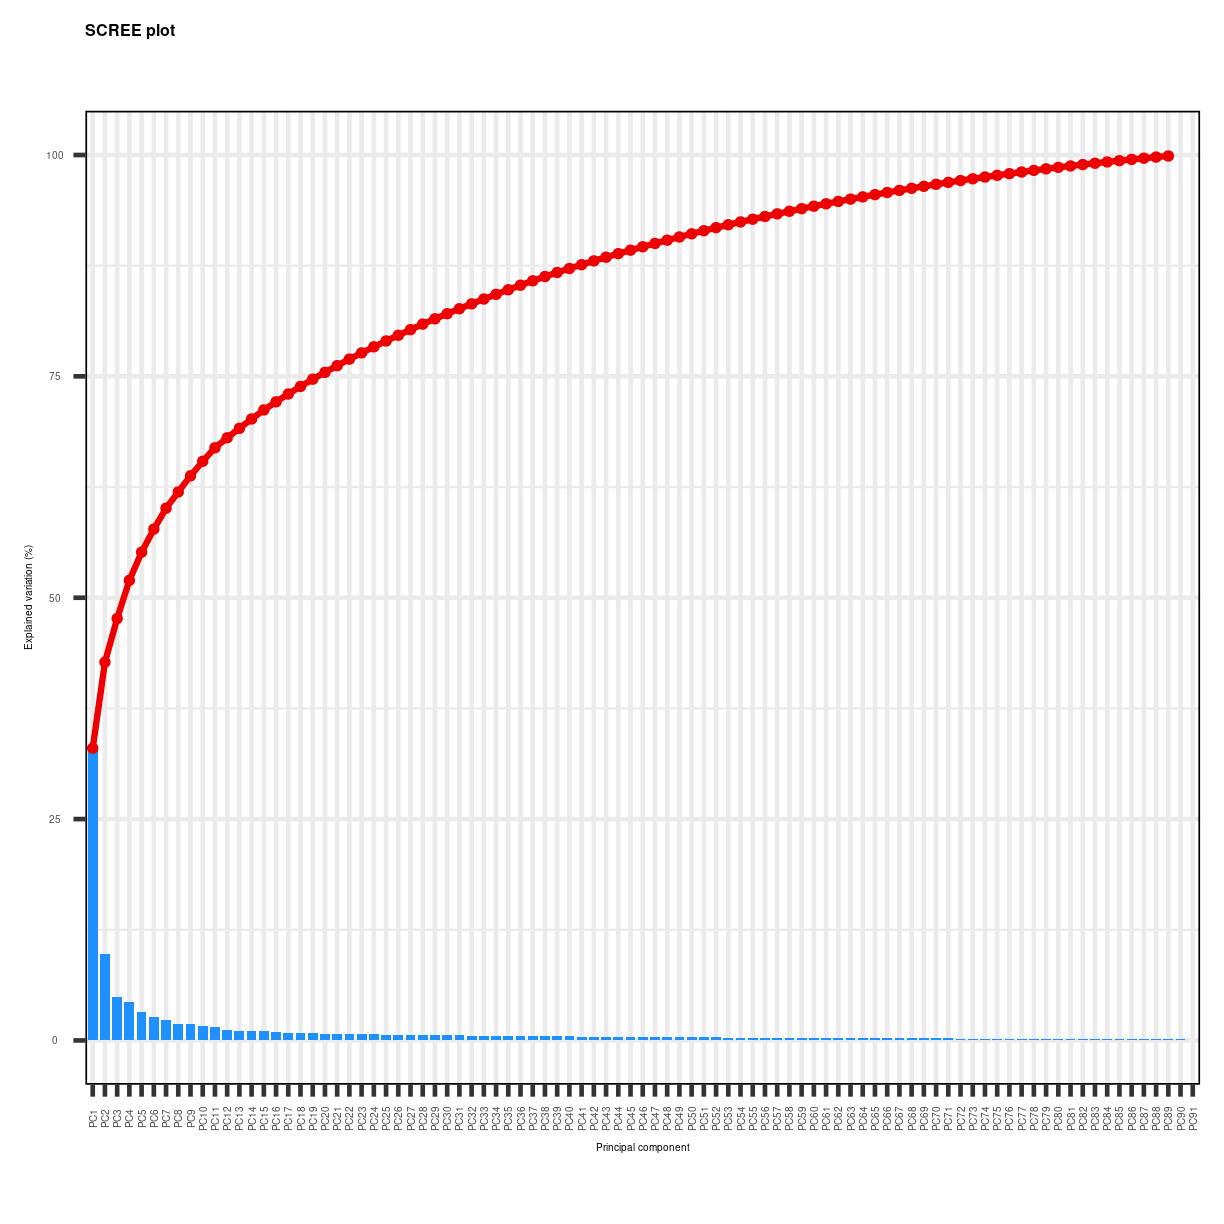 SCREE plot
100
75
50
25
0
Explained variation (%)
PC1 PC2 PC3 PC4 PC5 PC6 PC7 PC8 PC9 PC10 PC11 PC12 PC13 PC14 PC15 PC16 PC17 PC18 PC19 PC20 PC21 PC22 PC23 PC24 PC25 PC26 PC27 PC28 PC29 PC30 PC31 PC32 PC33 PC34 PC35 PC36 PC37 PC38 PC39 PC40 PC41 PC42 PC43 PC44 PC45 PC46 PC47 PC48 PC49 PC50 PC51 PC52 PC53 PC54 PC55 PC56 PC57 PC58 PC59 PC60 PC61 PC62 PC63 PC64 PC65 PC66 PC67 PC68 PC69 PC70 PC71 PC72 PC73 PC74 PC75 PC76 PC77 PC78 PC79 PC80 PC81 PC82 PC83 PC84 PC85 PC86 PC87 PC88 PC89 PC90 PC91
Principal component